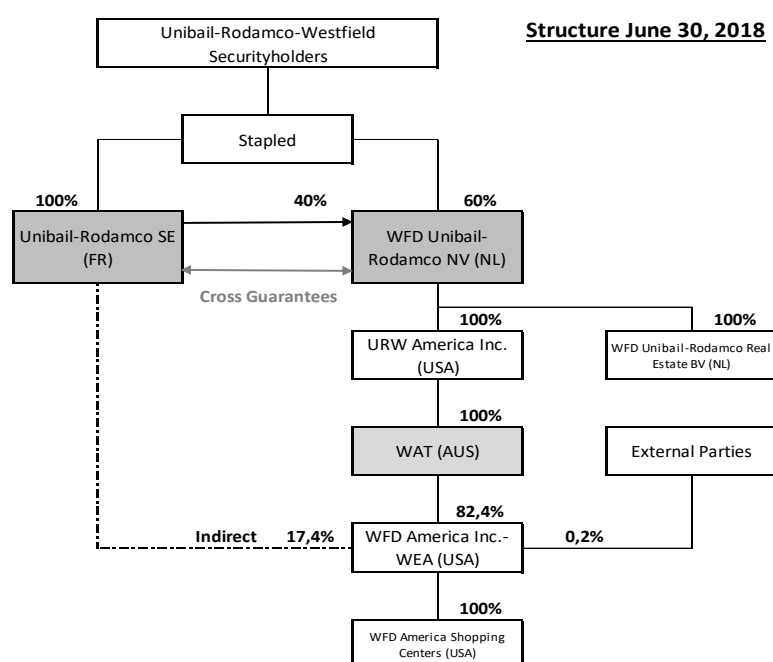 Structure June 30, 2018
Unibail-Rodamco-Westfield
Securityholders
Stapled
100%
40%
60%
Unibail-Rodamco SE
(FR)
WFD Unibail-
Rodamco NV (NL)
Cross Guarantees
100%
100%
URW America Inc.
(USA)
WFD Unibail-Rodamco Real
Estate BV (NL)
100%
WAT (AUS)
External Parties
82,4%
Indirect
17,4%
WFD America Inc.-
WEA (USA)
0,2%
100%
WFD America Shopping
Centers (USA)